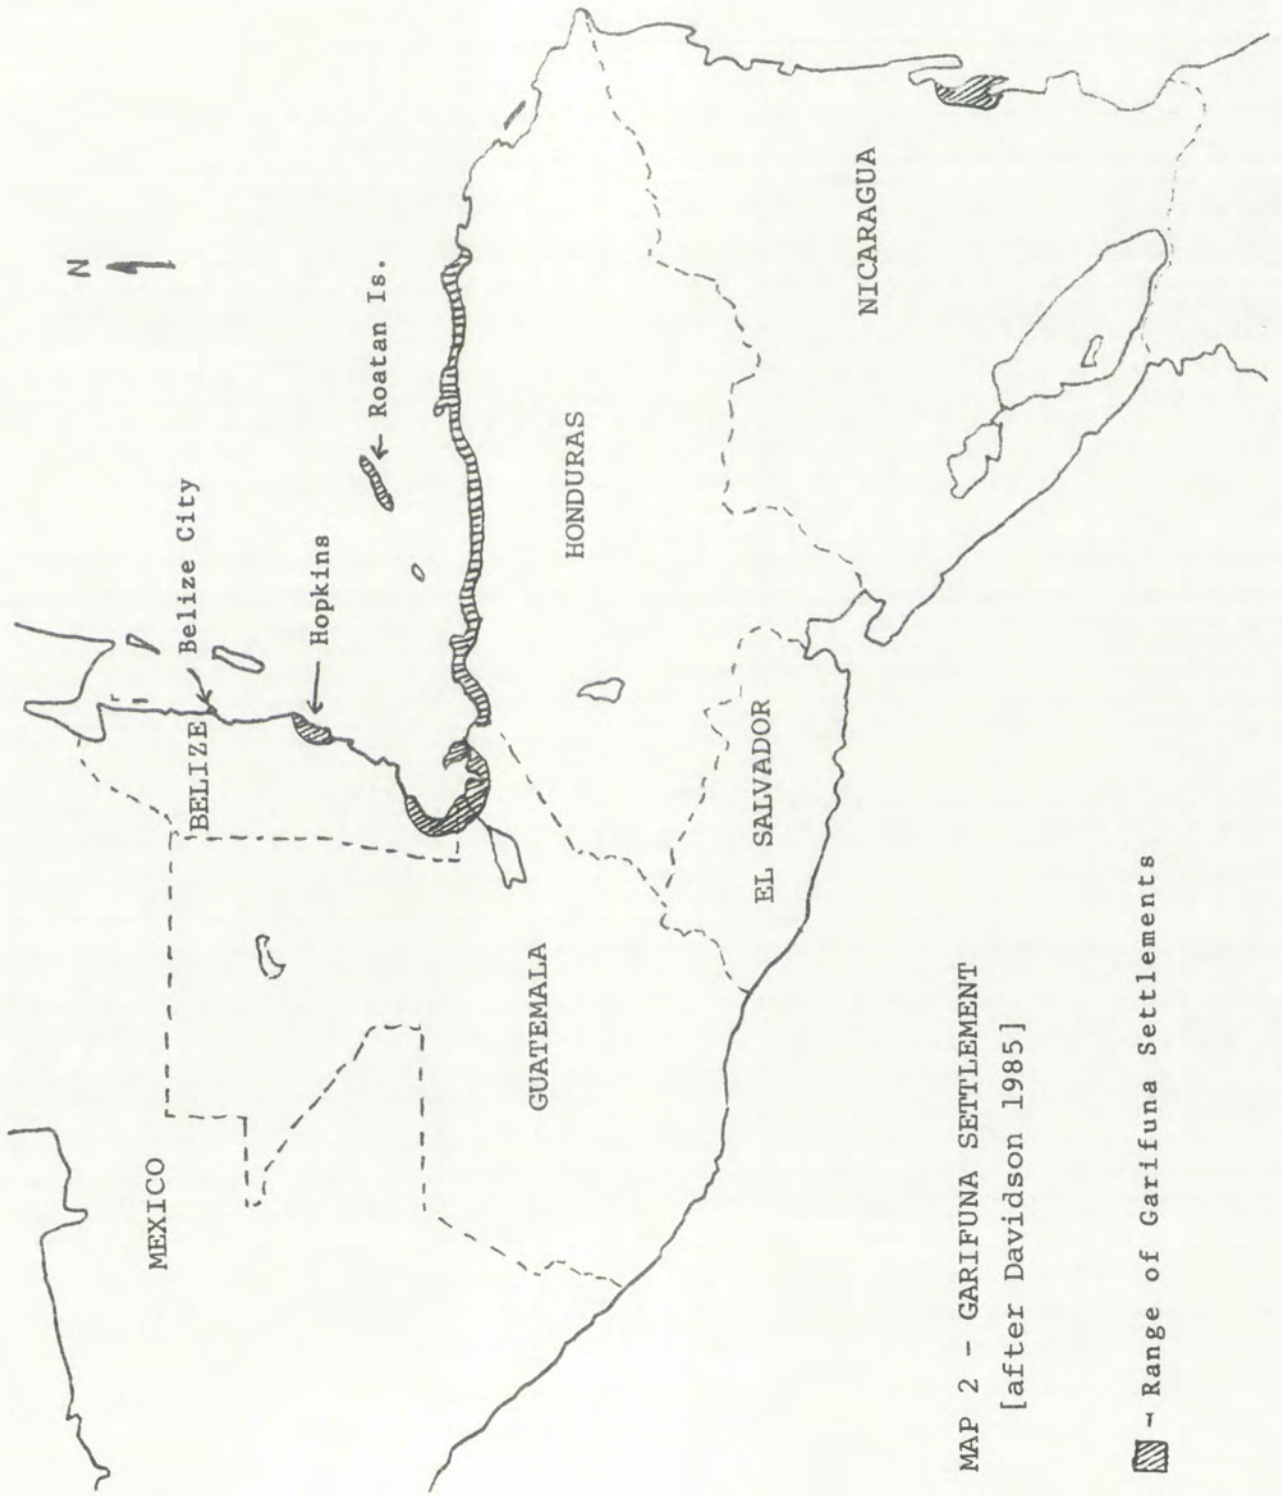 N
MEXICO
BELIZE
Belize City
Hopkins
Roatan Is.
GUATEMALA
HONDURAS
EL SALVADOR
NICARAGUA
MAP 2 - GARIFUNA SETTLEMENT
[after Davidson 1985]
- Range of Garifuna Settlements